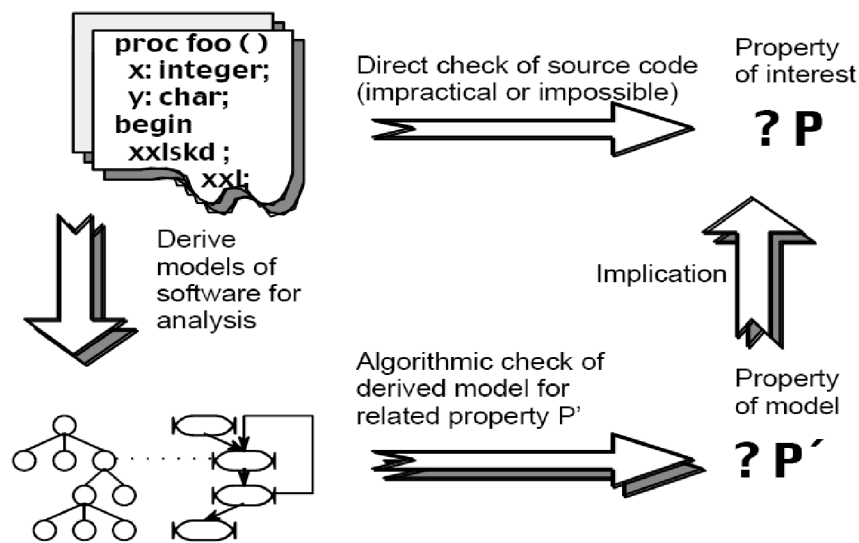 proc foo ( )
x: integer;
y: char;
begin
xxlskd ;
xxl;
Direct check of source code
(impractical or impossible)
Property
of interest
? P
Derive
models of
software for
analysis
Implication
Algorithmic check of
derived model for
related property P'
Property
of model
? P´